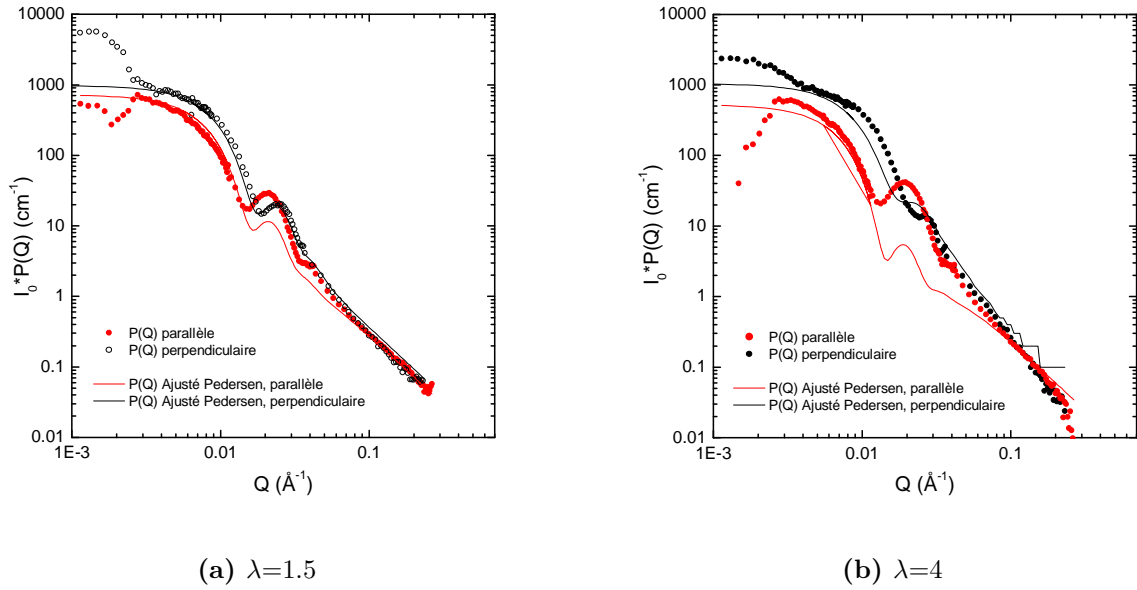 10000
1000
100
10
1
0.1
0.01
I₀*P(Q) (cm⁻¹)
P(Q) parallèle
P(Q) perpendiculaire
P(Q) Ajusté Pedersen, parallèle
P(Q) Ajusté Pedersen, perpendiculaire
1E-3 0.01 0.1
Q (Å⁻¹)
(a) λ=1.5
10000
1000
100
10
1
0.1
0.01
I₀*P(Q) (cm⁻¹)
P(Q) parallèle
P(Q) perpendiculaire
P(Q) Ajusté Pedersen, parallèle
P(Q) Ajusté Pedersen, perpendiculaire
1E-3 0.01 0.1
Q (Å⁻¹)
(b) λ=4